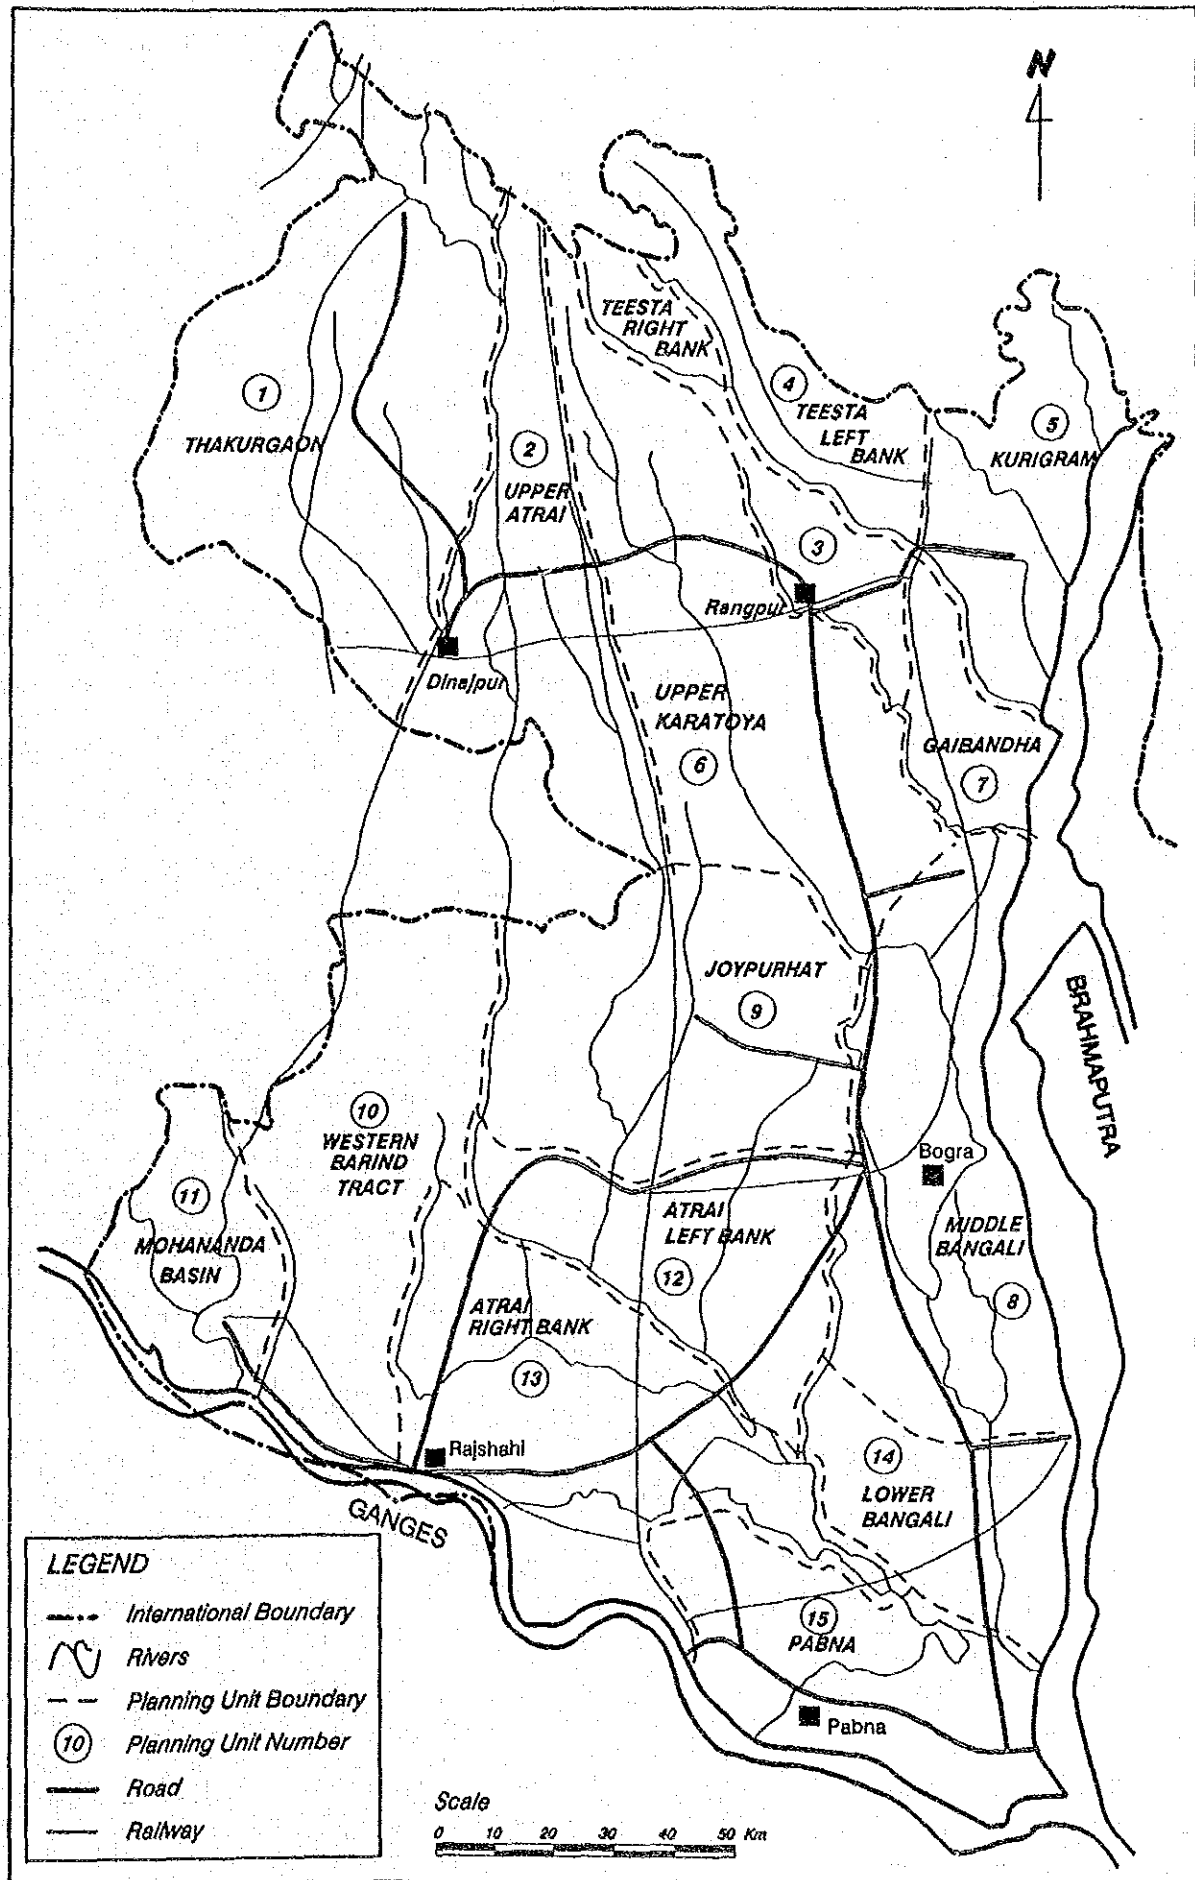 N
TEESTA
RIGHT
BANK
4
TEESTA
LEFT
BANK
1
THAKURGAON
5
KURIGRAM
2
UPPER
ATRAI
3
Rangpur
Dinajpur
UPPER
KARATOYA
6
GAIBANDHA
7
JOYPURHAT
9
BRAHMAPUTRA
10
WESTERN
BARIND
TRACT
Bogra
11
MOHANANDA
BASIN
ATRAI
LEFT BANK
12
MIDDLE
BANGALI
8
ATRAI
RIGHT BANK
13
Rajshahi
GANGES
14
LOWER
BANGALI
15
PABNA
Pabna
LEGEND
International Boundary
Rivers
Planning Unit Boundary
10 Planning Unit Number
Road
Railway
Scale
0 10 20 30 40 50 Km